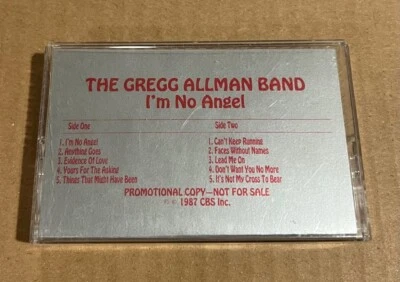 THE GREGG ALLMAN BAND
I'm No Angel
Side One
1. I'm No Angel
2. Anything Goes
3. Evidence Of Love
4. Yours For The Asking
5. Things That Might Have Been
Side Two
1. Can't Keep Running
2. Faces Without Names
3. Lead Me On
4. Don't Want You No More
5. It's Not My Cross To Bear
PROMOTIONAL COPY—NOT FOR SALE
1987 CBS Inc.